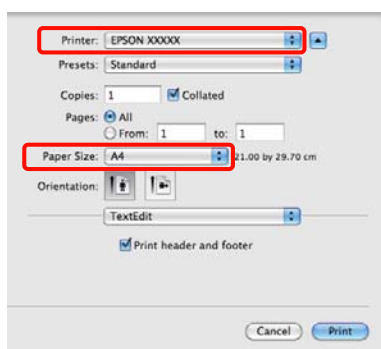 Printer: EPSON XXXXX
Presets: Standard
Copies: 1 Collated
Pages: All
From: 1 to: 1
Paper Size: A4 21.00 by 29.70 cm
Orientation:
TextEdit
Print header and footer
Cancel Print